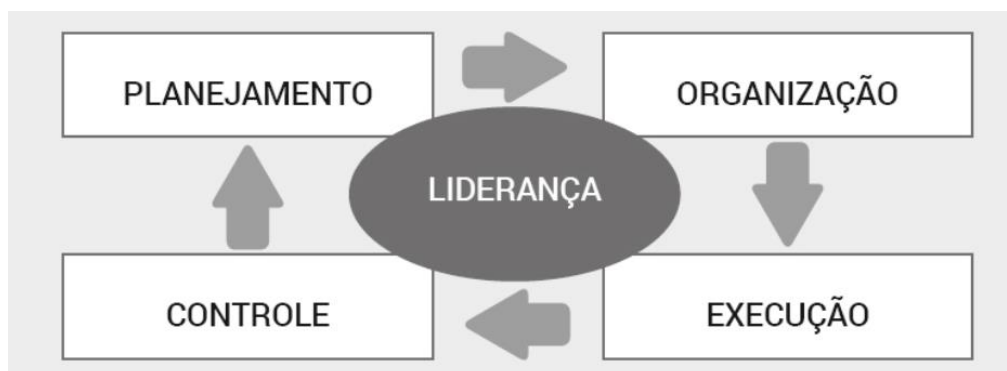 PLANEJAMENTO
ORGANIZAÇÃO
LIDERANÇA
CONTROLE
EXECUÇÃO